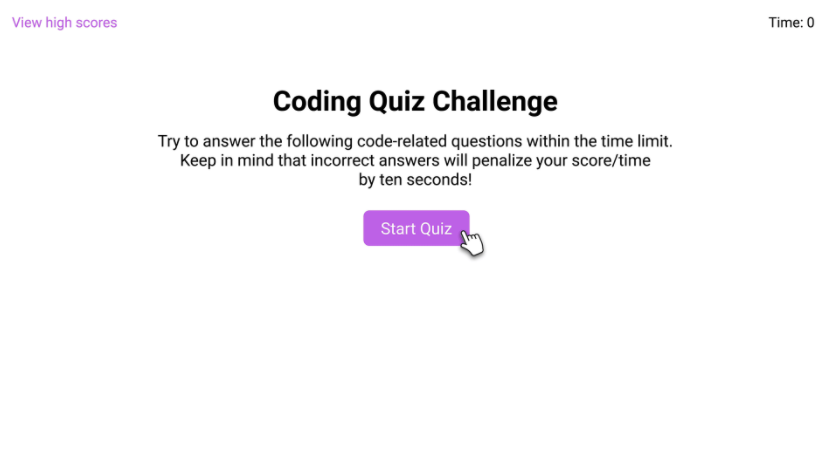 View high scores
Time: 0
Coding Quiz Challenge
Try to answer the following code-related questions within the time limit.
Keep in mind that incorrect answers will penalize your score/time
by ten seconds!
Start Quiz